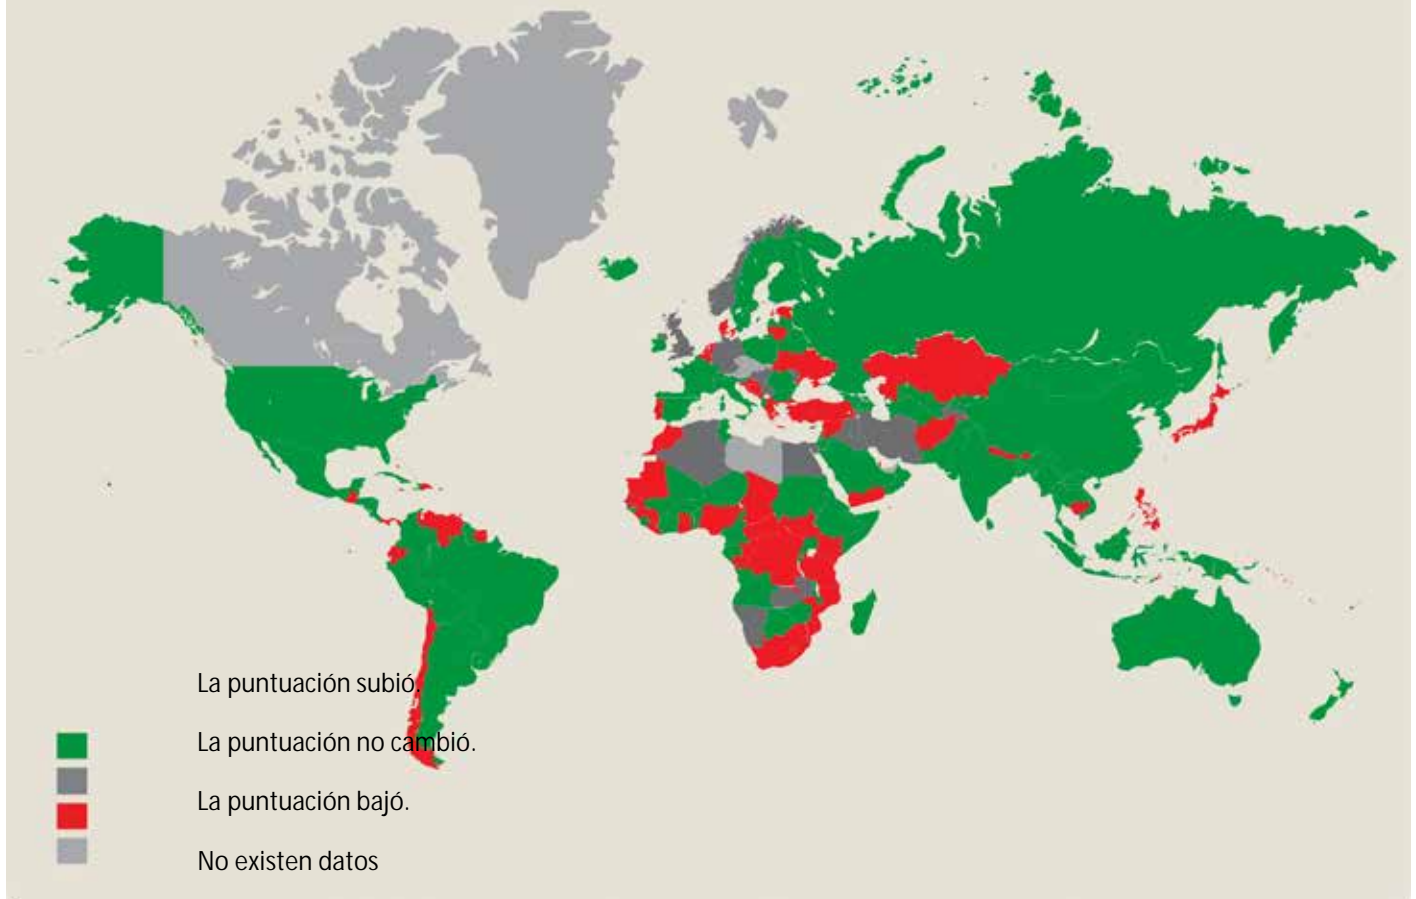 La puntuación subió.
La puntuación no cambió.
La puntuación bajó.
No existen datos